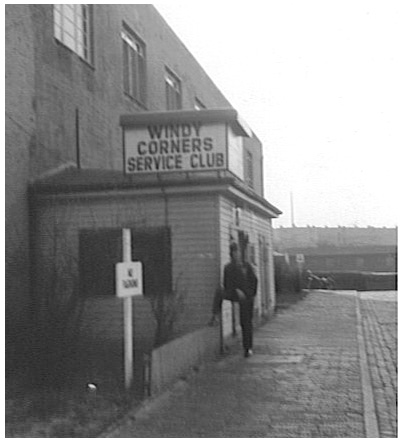 WINDY
CORNERS
SERVICE CLUB
NO
PARKING